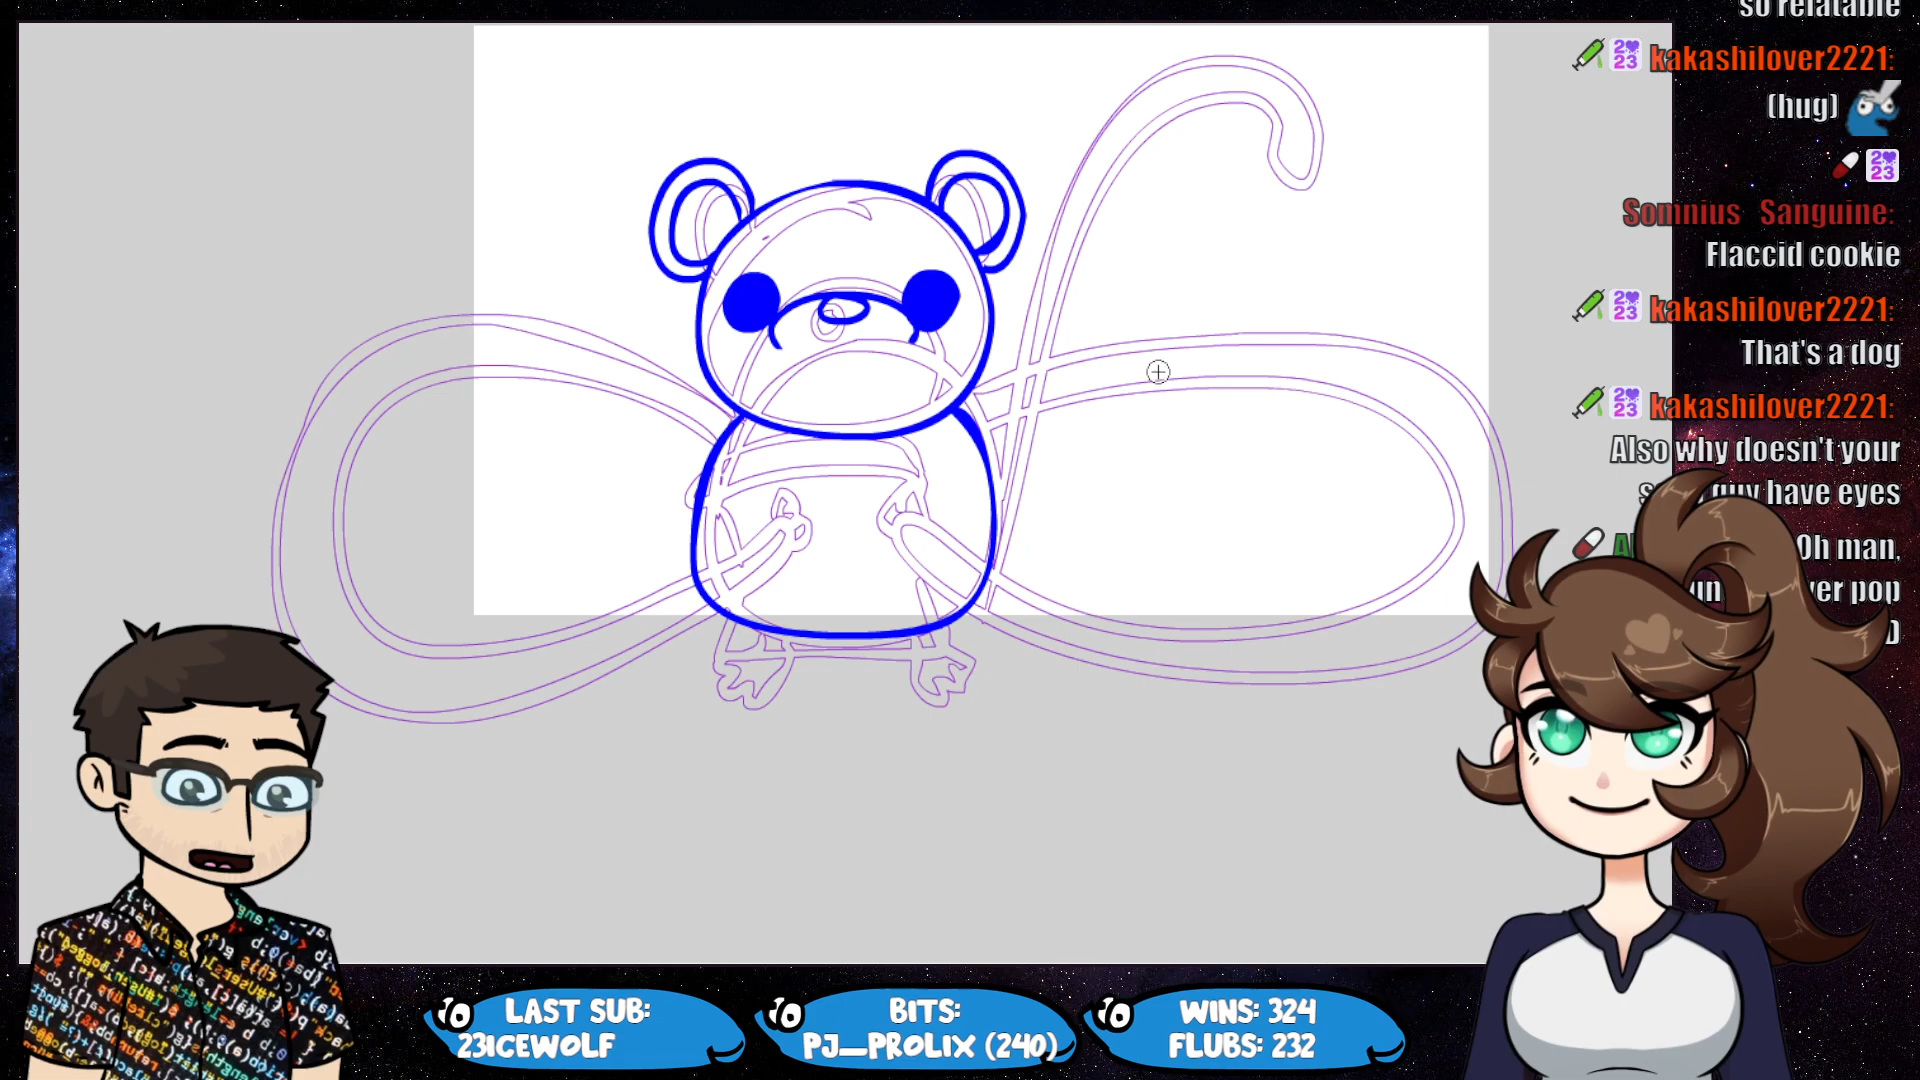 so relatable
kakashilover2221:
(hug)
Somnius Sanguine:
Flaccid cookie
kakashilover2221:
That's a dog
kakashilover2221:
Also why doesn't your
guy have eyes
Oh man,
pop
LAST SUB:
23ICEWOLF
BITS:
PJ_PROLIX (240)
WINS: 324
FLUBS: 232